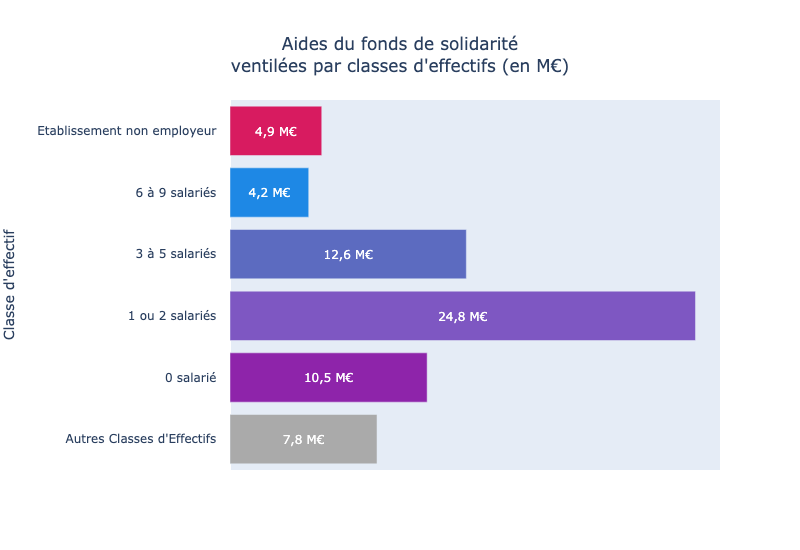 Aides du fonds de solidarité
ventilées par classes d'effectifs (en M€)
Classe d'effectif
Etablissement non employeur
4,9 M€
6 à 9 salariés
4,2 M€
3 à 5 salariés
12,6 M€
1 ou 2 salariés
24,8 M€
0 salarié
10,5 M€
Autres Classes d'Effectifs
7,8 M€